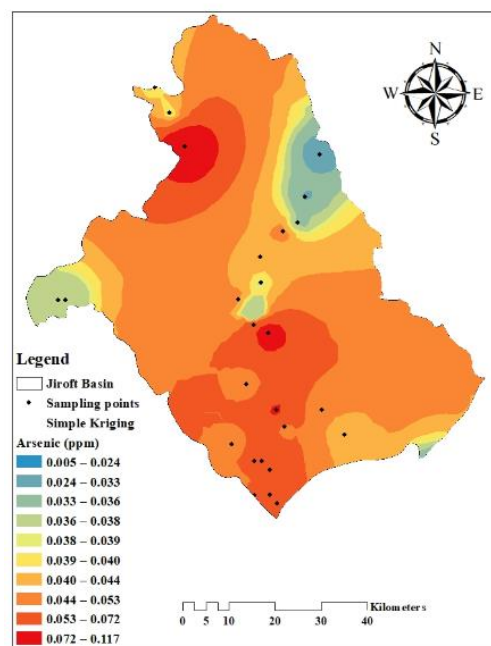 N
W E
S
Legend
Jiroft Basin
Sampling points
Simple Kriging
Arsenic (ppm)
0.005 – 0.024
0.024 – 0.033
0.033 – 0.036
0.036 – 0.038
0.038 – 0.039
0.039 – 0.040
0.040 – 0.044
0.044 – 0.053
0.053 – 0.072
0.072 – 0.117
Kilometers
0 5 10 20 30 40